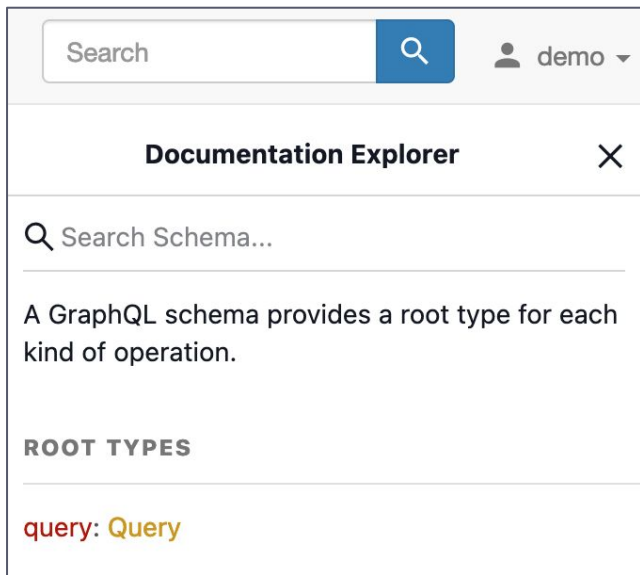 Search
demo
Documentation Explorer
Search Schema...
A GraphQL schema provides a root type for each
kind of operation.
ROOT TYPES
query: Query